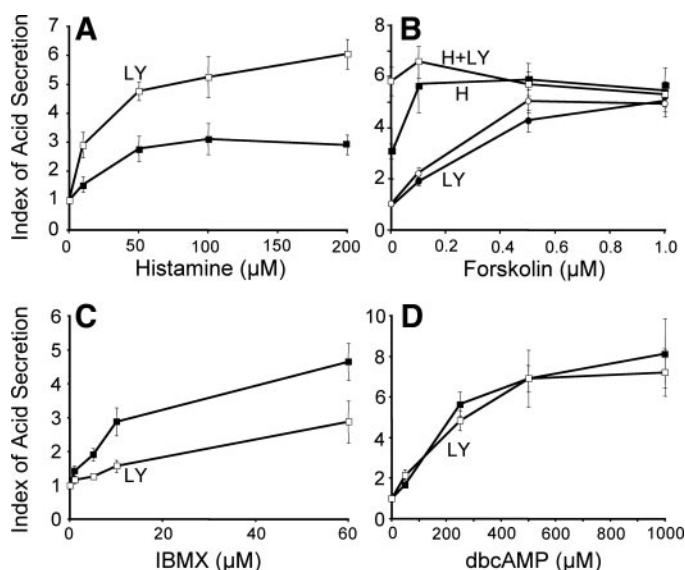 A
B
Index of Acid Secretion
7
6
5
4
3
2
1
0
LY
0
50
100
150
200
Histamine (µM)
8
6
4
2
0
H+LY
H
LY
0
0.2
0.4
0.6
0.8
1.0
Forskolin (µM)
C
D
Index of Acid Secretion
6
5
4
3
2
1
0
LY
0
20
40
60
IBMX (µM)
10
8
6
4
2
0
LY
0
200
400
600
800
1000
dbcAMP (µM)